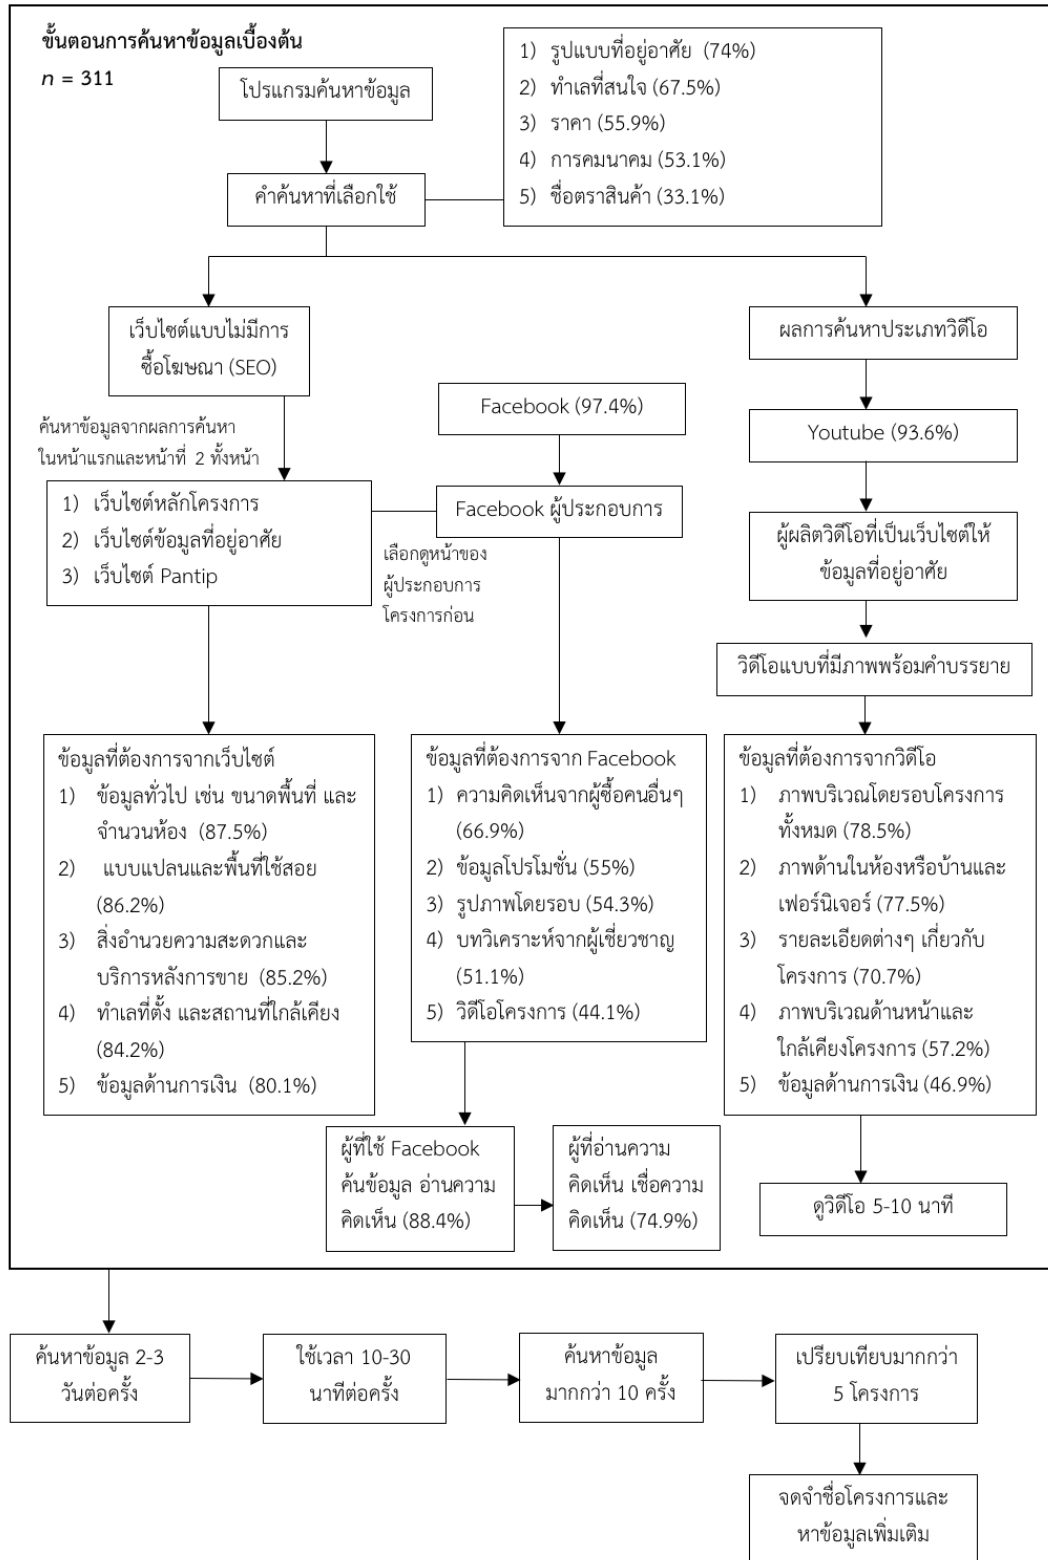 ขั้นตอนการค้นหาข้อมูลเบื้องต้น
n = 311
โปรแกรมค้นหาข้อมูล
คำค้นหาที่เลือกใช้
1) รูปแบบที่อยู่อาศัย (74%)
2) ทำเลที่สนใจ (67.5%)
3) ราคา (55.9%)
4) การคมนาคม (53.1%)
5) ชื่อตราสินค้า (33.1%)
เว็บไซต์แบบไม่มีการ
ซื้อโฆษณา (SEO)
ค้นหาข้อมูลจากผลการค้นหา
ในหน้าแรกและหน้าที่ 2 ทั้งหน้า
1) เว็บไซต์หลักโครงการ
2) เว็บไซต์ข้อมูลที่อยู่อาศัย
3) เว็บไซต์ Pantip
Facebook (97.4%)
Facebook ผู้ประกอบการ
เลือกดูหน้าของ
ผู้ประกอบการ
โครงการก่อน
ผลการค้นหาประเภทวิดีโอ
Youtube (93.6%)
ผู้ผลิตวิดีโอที่เป็นเว็บไซต์ให้
ข้อมูลที่อยู่อาศัย
วิดีโอแบบที่มีภาพพร้อมคำบรรยาย
ข้อมูลที่ต้องการจากเว็บไซต์
1) ข้อมูลทั่วไป เช่น ขนาดพื้นที่ และ
จำนวนห้อง (87.5%)
2) แบบแปลนและพื้นที่ใช้สอย
(86.2%)
3) สิ่งอำนวยความสะดวกและ
บริการหลังการขาย (85.2%)
4) ทำเลที่ตั้ง และสถานที่ใกล้เคียง
(84.2%)
5) ข้อมูลด้านการเงิน (80.1%)
ข้อมูลที่ต้องการจาก Facebook
1) ความคิดเห็นจากผู้ซื้อคนอื่นๆ
(66.9%)
2) ข้อมูลโปรโมชั่น (55%)
3) รูปภาพโดยรอบ (54.3%)
4) บทวิเคราะห์จากผู้เชี่ยวชาญ
(51.1%)
5) วิดีโอโครงการ (44.1%)
ข้อมูลที่ต้องการจากวิดีโอ
1) ภาพบริเวณโดยรอบโครงการ
ทั้งหมด (78.5%)
2) ภาพด้านในห้องหรือบ้านและ
เฟอร์นิเจอร์ (77.5%)
3) รายละเอียดต่างๆ เกี่ยวกับ
โครงการ (70.7%)
4) ภาพบริเวณด้านหน้าและ
ใกล้เคียงโครงการ (57.2%)
5) ข้อมูลด้านการเงิน (46.9%)
ผู้ที่ใช้ Facebook
ค้นข้อมูล อ่านความ
คิดเห็น (88.4%)
ผู้ที่อ่านความ
คิดเห็น เชื่อความ
คิดเห็น (74.9%)
ดูวิดีโอ 5-10 นาที
ค้นหาข้อมูล 2-3
วันต่อครั้ง
ใช้เวลา 10-30
นาทีต่อครั้ง
ค้นหาข้อมูล
มากกว่า 10 ครั้ง
เปรียบเทียบมากกว่า
5 โครงการ
จดจำชื่อโครงการและ
หาข้อมูลเพิ่มเติม